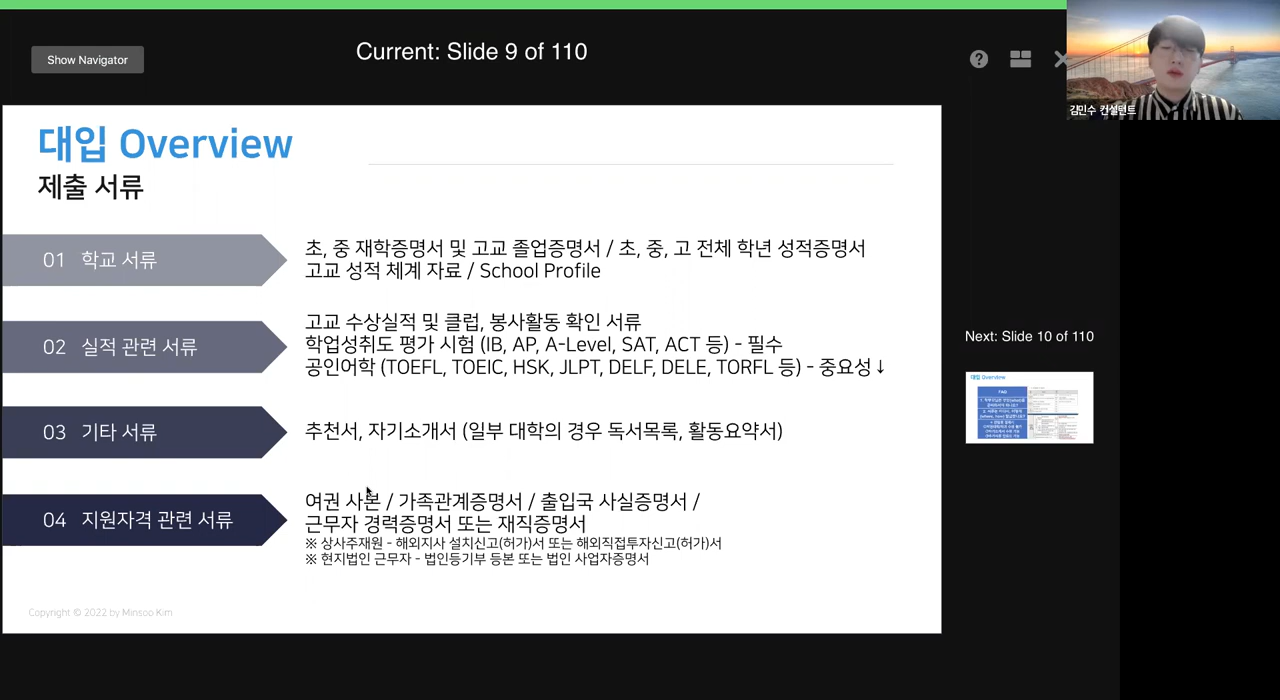 Show Navigator
Current: Slide 9 of 110
김민수 컨설턴트
대입 Overview
제출 서류
01 학교 서류
초, 중 재학증명서 및 고교 졸업증명서 / 초, 중, 고 전체 학년 성적증명서
고교 성적 체계 자료 / School Profile
02 실적 관련 서류
고교 수상실적 및 클럽, 봉사활동 확인 서류
학업성취도 평가 시험 (IB, AP, A-Level, SAT, ACT 등) - 필수
공인어학 (TOEFL, TOEIC, HSK, JLPT, DELF, DELE, TORFL 등) - 중요성↓
03 기타 서류
추천서, 자기소개서 (일부 대학의 경우 독서목록, 활동요약서)
04 지원자격 관련 서류
여권 사본 / 가족관계증명서 / 출입국 사실증명서 /
근무자 경력증명서 또는 재직증명서
※ 상사주재원 - 해외지사 설치신고(허가)서 또는 해외직접투자신고(허가)서
※ 현지법인 근무자 - 법인등기부 등본 또는 법인 사업자증명서
Copyright © 2022 by Minsoo Kim
Next: Slide 10 of 110
대입 Overview
FAQ